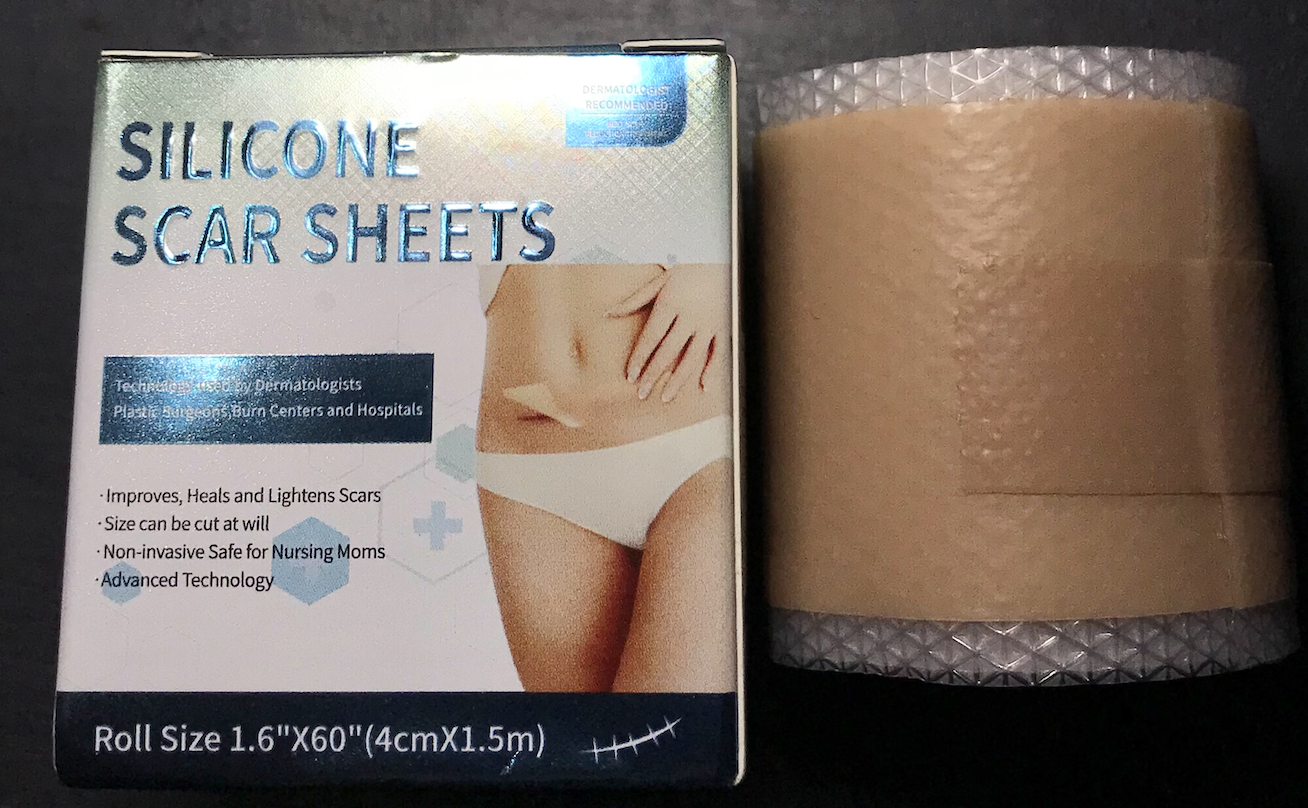 DERMATOLOGIST
RECOMMENDED
SILICONE
SCAR SHEETS
Technology used by Dermatologists
Plastic Surgeons,Burn Centers and Hospitals
·Improves, Heals and Lightens Scars
·Size can be cut at will
·Non-invasive Safe for Nursing Moms
·Advanced Technology
Roll Size 1.6"X60"(4cmX1.5m)